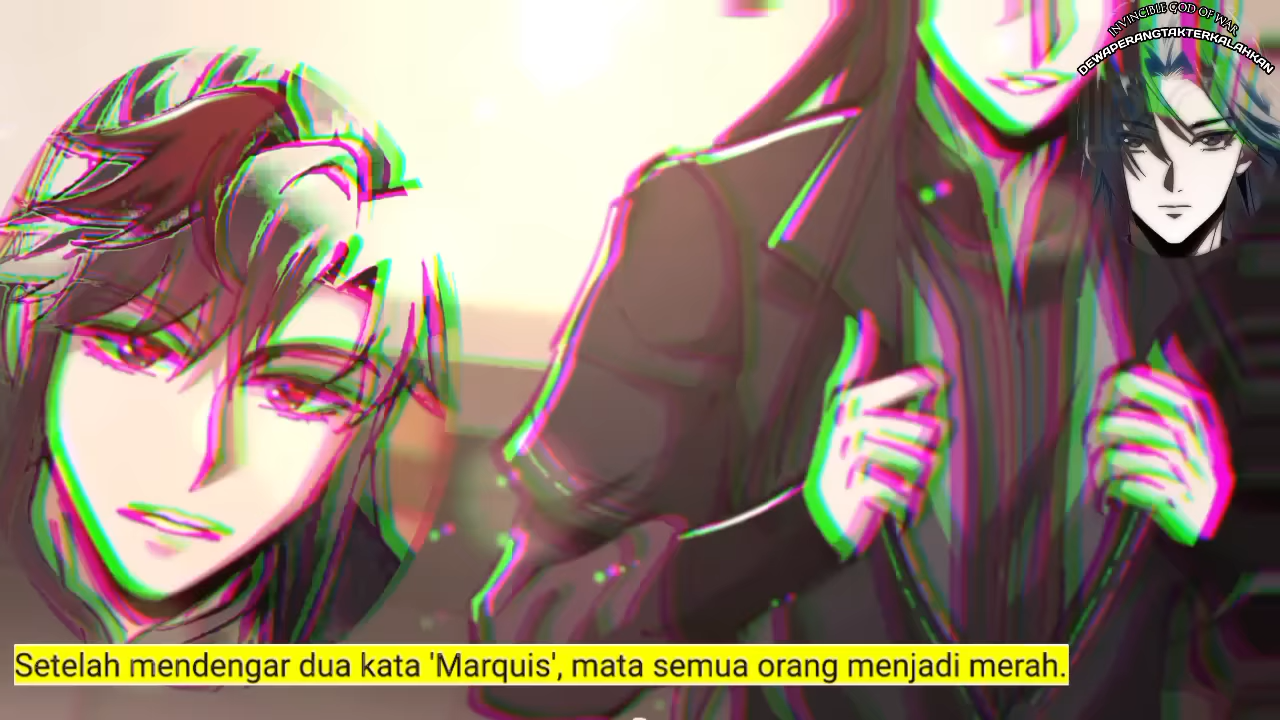 INVINCIBLE GOD OF WAR
DEWAPERANGTAKTERKALAHKAN
Setelah mendengar dua kata 'Marquis', mata semua orang menjadi merah.